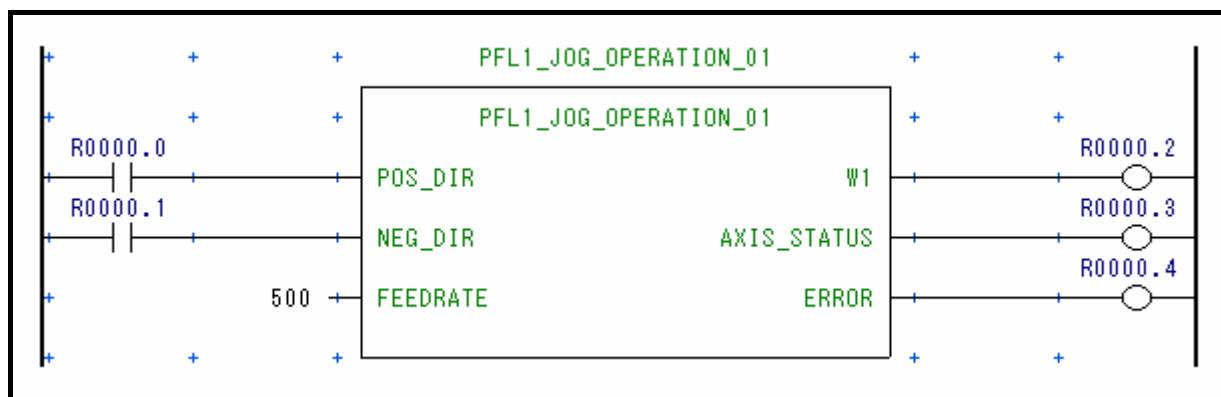 PFL1_JOG_OPERATION_01
PFL1_JOG_OPERATION_01
R0000.0 R0000.2
POS_DIR W1
R0000.1 R0000.3
NEG_DIR AXIS_STATUS
R0000.4
500 FEEDRATE ERROR